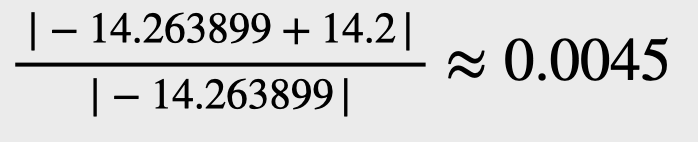 | − 14.263899 + 14.2 |
| − 14.263899 |
≈ 0.0045